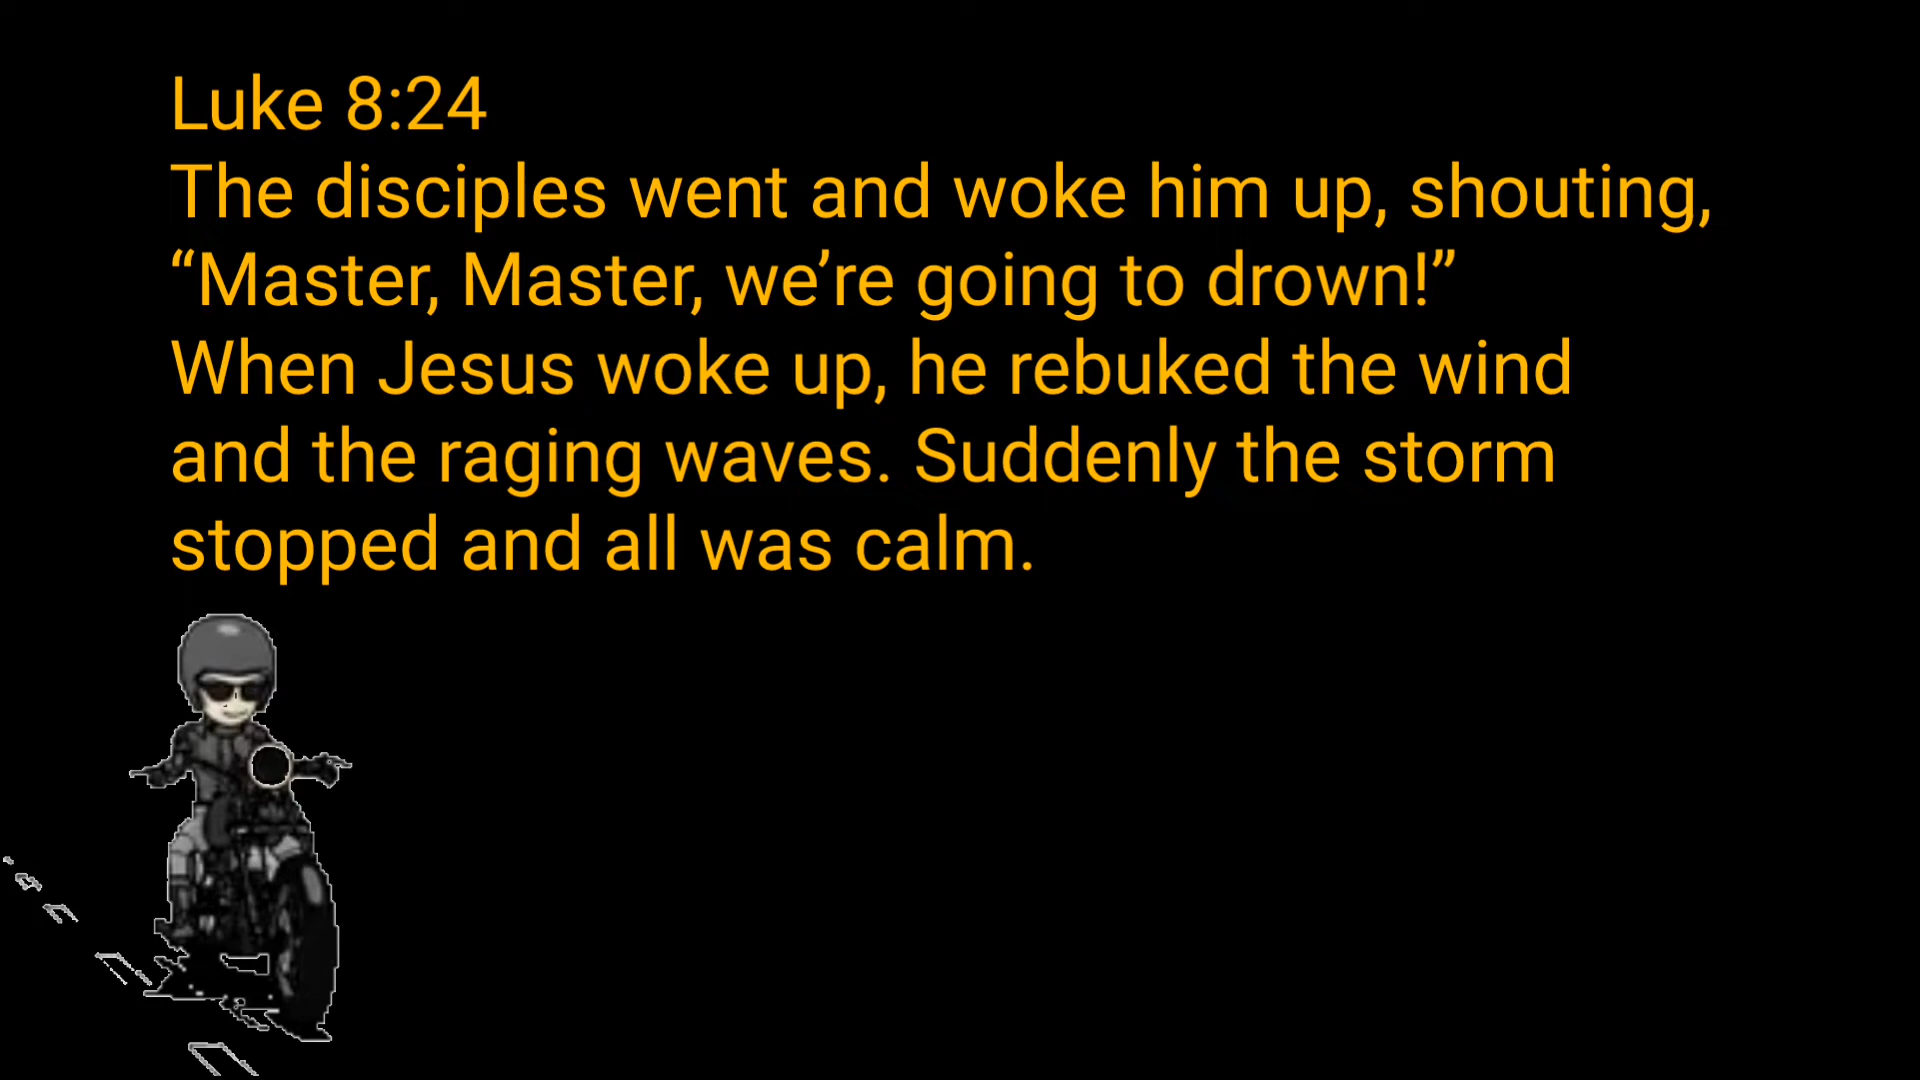 Luke 8:24
The disciples went and woke him up, shouting,
“Master, Master, we’re going to drown!”
When Jesus woke up, he rebuked the wind
and the raging waves. Suddenly the storm
stopped and all was calm.